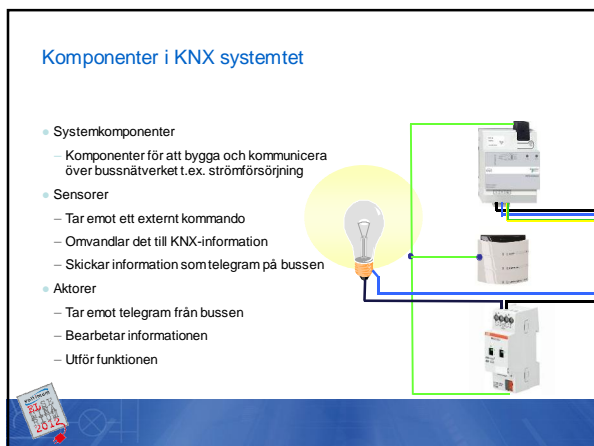 Komponenter i KNX systemtet
Systemkomponenter
– Komponenter för att bygga och kommunicera
över bussnätverket t.ex. strömförsörjning
Sensorer
– Tar emot ett externt kommando
– Omvandlar det till KNX-information
– Skickar information som telegram på bussen
Aktorer
– Tar emot telegram från bussen
– Bearbetar informationen
– Utför funktionen
2012